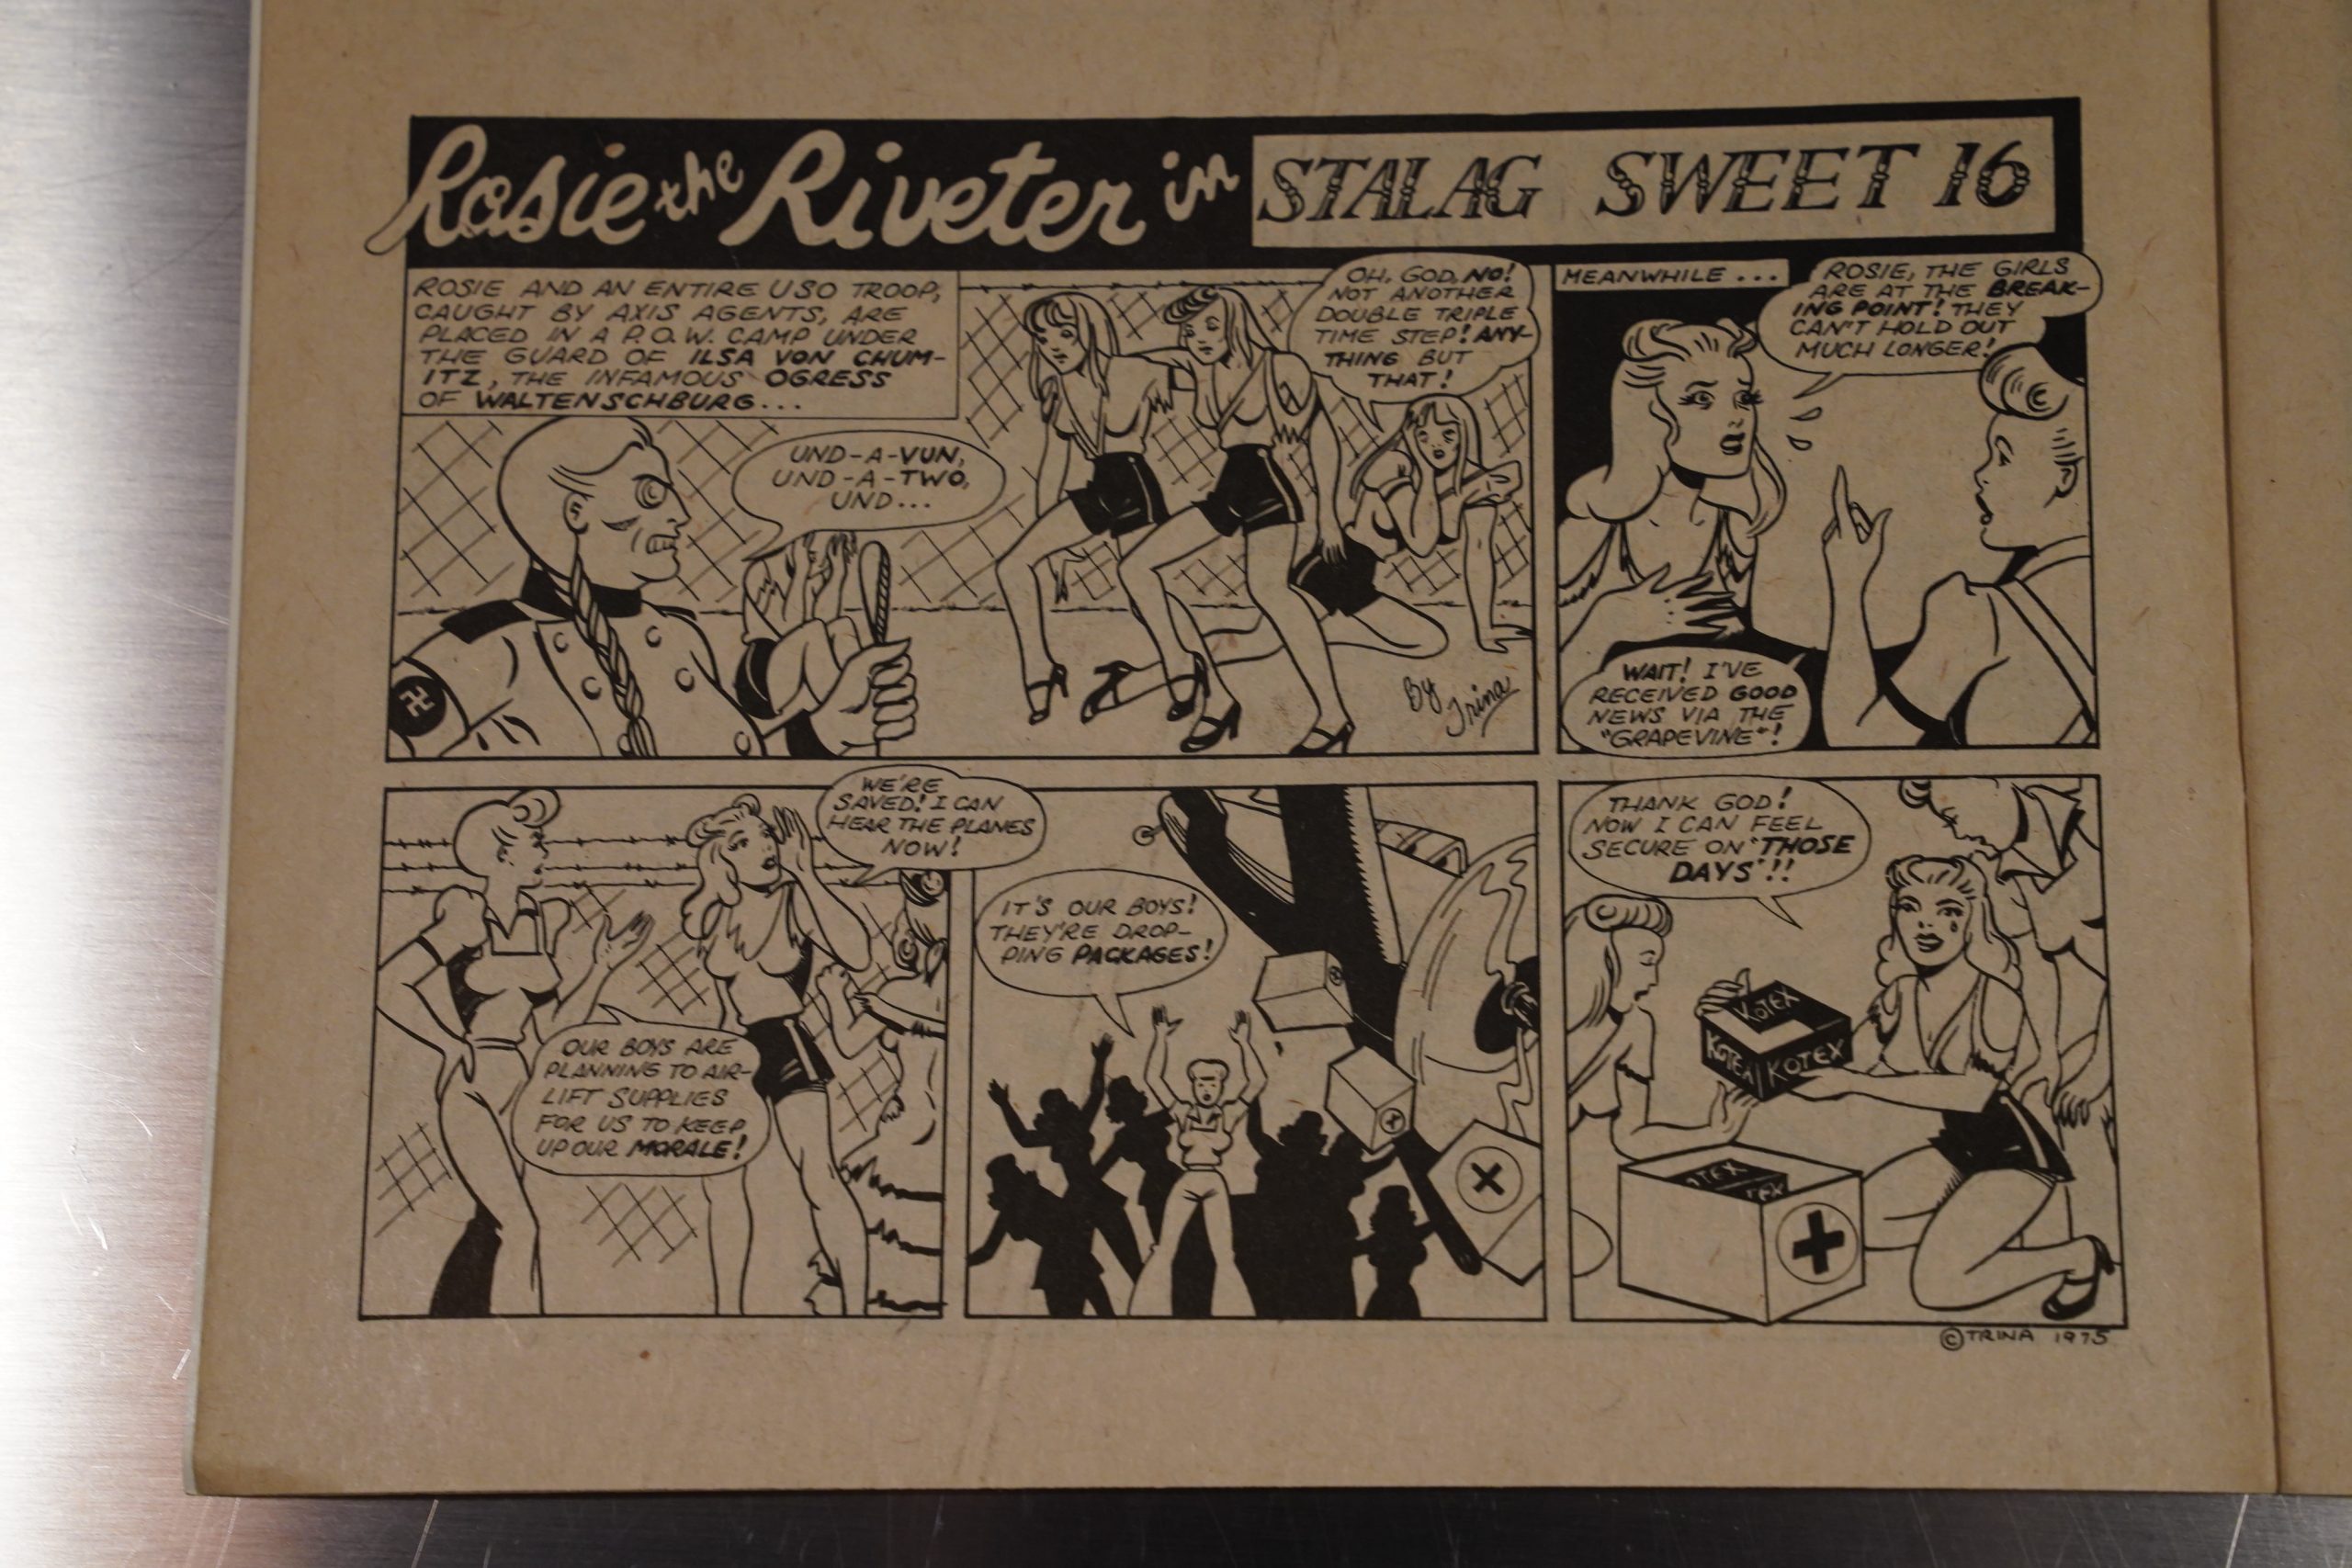 Rosie the Riveter in STALAG SWEET 16
ROSIE AND AN ENTIRE USO TROOP,
CAUGHT BY AXIS AGENTS, ARE
PLACED IN A P.O.W. CAMP UNDER
THE GUARD OF ILSA VON CHUM-
ITZ, THE INFAMOUS OGRESS
OF WALTENSCHBURG...
UND-A-VUN,
UND-A-TWO,
UND...
OH, GOD, NO!
NOT ANOTHER
DOUBLE TRIPLE
TIME STEP! ANY-
THING BUT
THAT!
By Trina
MEANWHILE...
ROSIE, THE GIRLS
ARE AT THE BREAK-
ING POINT! THEY
CAN'T HOLD OUT
MUCH LONGER!
WAIT! I'VE
RECEIVED GOOD
NEWS VIA THE
"GRAPEVINE"!
WE'RE
SAVED! I CAN
HEAR THE PLANES
NOW!
OUR BOYS ARE
PLANNING TO AIR-
LIFT SUPPLIES
FOR US TO KEEP
UP OUR MORALE!
IT'S OUR BOYS!
THEY'RE DROP-
PING PACKAGES!
THANK GOD!
NOW I CAN FEEL
SECURE ON 'THOSE
DAYS'!!
KOTEX
KOTEX
KOTEX
OTEX
TEX
© TRINA 1975